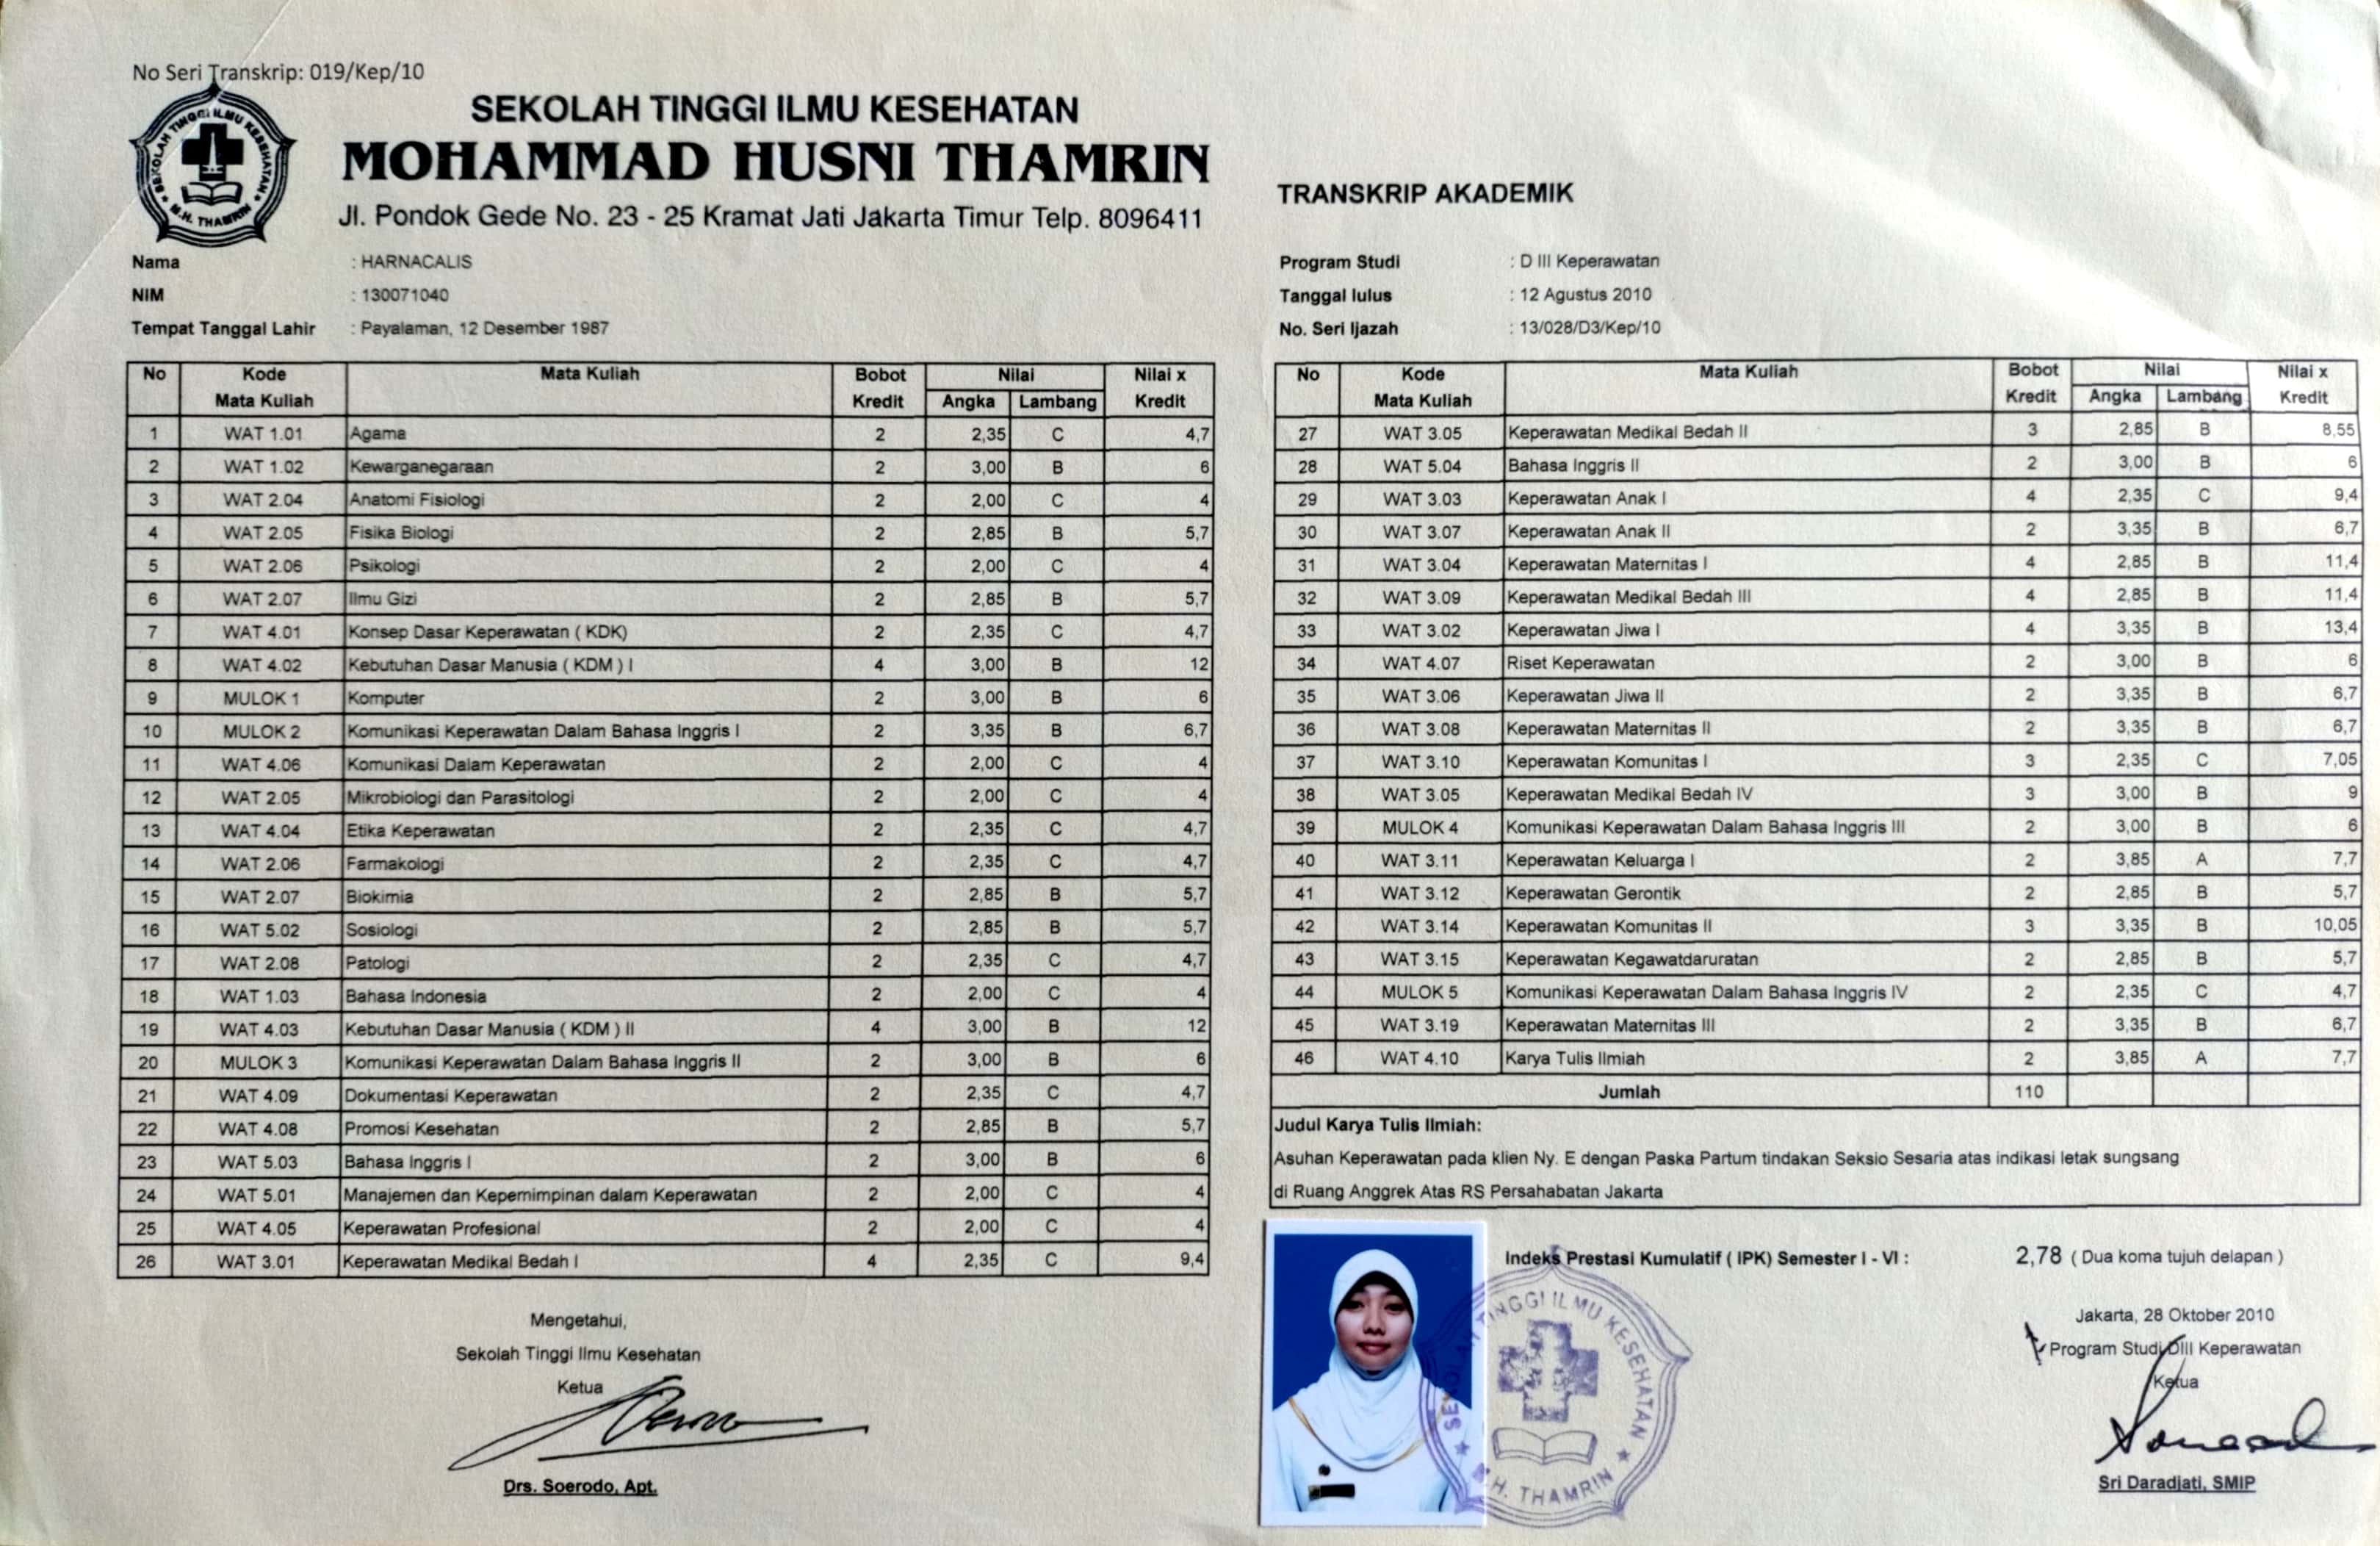 No Seri Transkrip: 019/Kep/10
SEKOLAH TINGGI ILMU KESEHATAN
M.H. THAMRIN
SEKOLAH TINGGI ILMU KESEHATAN
MOHAMMAD HUSNI THAMRIN
Jl. Pondok Gede No. 23 - 25 Kramat Jati Jakarta Timur Telp. 8096411
Nama : HARNACALIS
NIM : 130071040
Tempat Tanggal Lahir : Payalaman, 12 Desember 1987
No Kode Mata Kuliah Mata Kuliah Bobot Kredit Nilai Angka Lambang Nilai x Kredit
1 WAT 1.01 Agama 2 2,35 C 4,7
2 WAT 1.02 Kewarganegaraan 2 3,00 B 6
3 WAT 2.04 Anatomi Fisiologi 2 2,00 C 4
4 WAT 2.05 Fisika Biologi 2 2,85 B 5,7
5 WAT 2.06 Psikologi 2 2,00 C 4
6 WAT 2.07 Ilmu Gizi 2 2,85 B 5,7
7 WAT 4.01 Konsep Dasar Keperawatan ( KDK) 2 2,35 C 4,7
8 WAT 4.02 Kebutuhan Dasar Manusia ( KDM ) I 4 3,00 B 12
9 MULOK 1 Komputer 2 3,00 B 6
10 MULOK 2 Komunikasi Keperawatan Dalam Bahasa Inggris I 2 3,35 B 6,7
11 WAT 4.06 Komunikasi Dalam Keperawatan 2 2,00 C 4
12 WAT 2.05 Mikrobiologi dan Parasitologi 2 2,00 C 4
13 WAT 4.04 Etika Keperawatan 2 2,35 C 4,7
14 WAT 2.06 Farmakologi 2 2,35 C 4,7
15 WAT 2.07 Biokimia 2 2,85 B 5,7
16 WAT 5.02 Sosiologi 2 2,85 B 5,7
17 WAT 2.08 Patologi 2 2,35 C 4,7
18 WAT 1.03 Bahasa Indonesia 2 2,00 C 4
19 WAT 4.03 Kebutuhan Dasar Manusia ( KDM ) II 4 3,00 B 12
20 MULOK 3 Komunikasi Keperawatan Dalam Bahasa Inggris II 2 3,00 B 6
21 WAT 4.09 Dokumentasi Keperawatan 2 2,35 C 4,7
22 WAT 4.08 Promosi Kesehatan 2 2,85 B 5,7
23 WAT 5.03 Bahasa Inggris I 2 3,00 B 6
24 WAT 5.01 Manajemen dan Kepemimpinan dalam Keperawatan 2 2,00 C 4
25 WAT 4.05 Keperawatan Profesional 2 2,00 C 4
26 WAT 3.01 Keperawatan Medikal Bedah I 4 2,35 C 9,4
Mengetahui,
Sekolah Tinggi Ilmu Kesehatan
Ketua
Drs. Soerodo, Apt.
TRANSKRIP AKADEMIK
Program Studi : D III Keperawatan
Tanggal lulus : 12 Agustus 2010
No. Seri Ijazah : 13/028/D3/Kep/10
No Kode Mata Kuliah Mata Kuliah Bobot Kredit Nilai Angka Lambang Nilai x Kredit
27 WAT 3.05 Keperawatan Medikal Bedah II 3 2,85 B 8,55
28 WAT 5.04 Bahasa Inggris II 2 3,00 B 6
29 WAT 3.03 Keperawatan Anak I 4 2,35 C 9,4
30 WAT 3.07 Keperawatan Anak II 2 3,35 B 6,7
31 WAT 3.04 Keperawatan Maternitas I 4 2,85 B 11,4
32 WAT 3.09 Keperawatan Medikal Bedah III 4 2,85 B 11,4
33 WAT 3.02 Keperawatan Jiwa I 4 3,35 B 13,4
34 WAT 4.07 Riset Keperawatan 2 3,00 B 6
35 WAT 3.06 Keperawatan Jiwa II 2 3,35 B 6,7
36 WAT 3.08 Keperawatan Maternitas II 2 3,35 B 6,7
37 WAT 3.10 Keperawatan Komunitas I 3 2,35 C 7,05
38 WAT 3.05 Keperawatan Medikal Bedah IV 3 3,00 B 9
39 MULOK 4 Komunikasi Keperawatan Dalam Bahasa Inggris III 2 3,00 B 6
40 WAT 3.11 Keperawatan Keluarga I 2 3,85 A 7,7
41 WAT 3.12 Keperawatan Gerontik 2 2,85 B 5,7
42 WAT 3.14 Keperawatan Komunitas II 3 3,35 B 10,05
43 WAT 3.15 Keperawatan Kegawatdaruratan 2 2,85 B 5,7
44 MULOK 5 Komunikasi Keperawatan Dalam Bahasa Inggris IV 2 2,35 C 4,7
45 WAT 3.19 Keperawatan Maternitas III 2 3,35 B 6,7
46 WAT 4.10 Karya Tulis Ilmiah 2 3,85 A 7,7
Jumlah 110
Judul Karya Tulis Ilmiah:
Asuhan Keperawatan pada klien Ny. E dengan Paska Partum tindakan Seksio Sesaria atas indikasi letak sungsang
di Ruang Anggrek Atas RS Persahabatan Jakarta
Indeks Prestasi Kumulatif ( IPK) Semester I - VI : 2,78 ( Dua koma tujuh delapan )
SEKOLAH TINGGI ILMU KESEHATAN
M.H. THAMRIN
Jakarta, 28 Oktober 2010
Program Studi DIII Keperawatan
Ketua
Sri Daradjati, SMIP